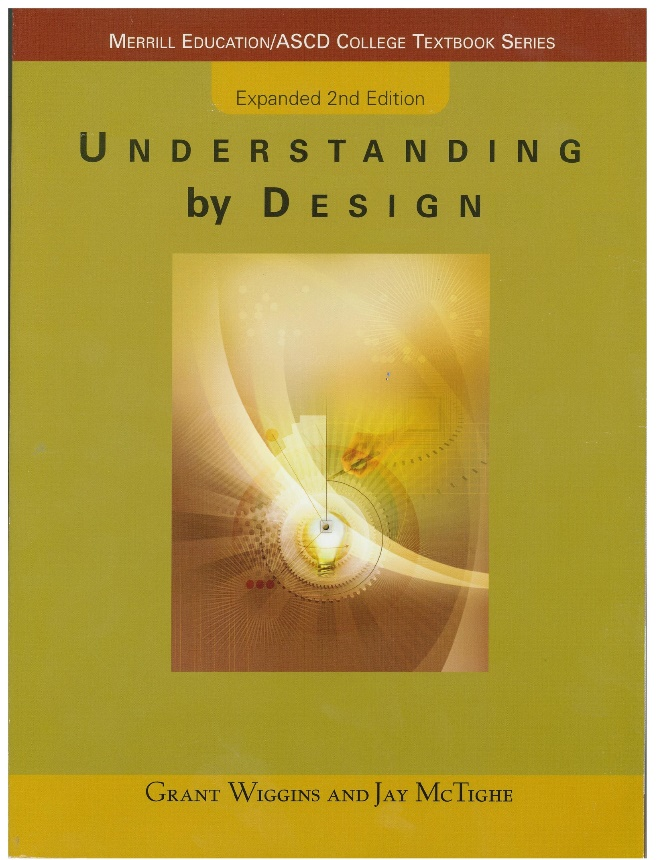 MERRILL EDUCATION/ASCD COLLEGE TEXTBOOK SERIES
Expanded 2nd Edition
UNDERSTANDING
by DESIGN
GRANT WIGGINS AND JAY MCTIGHE